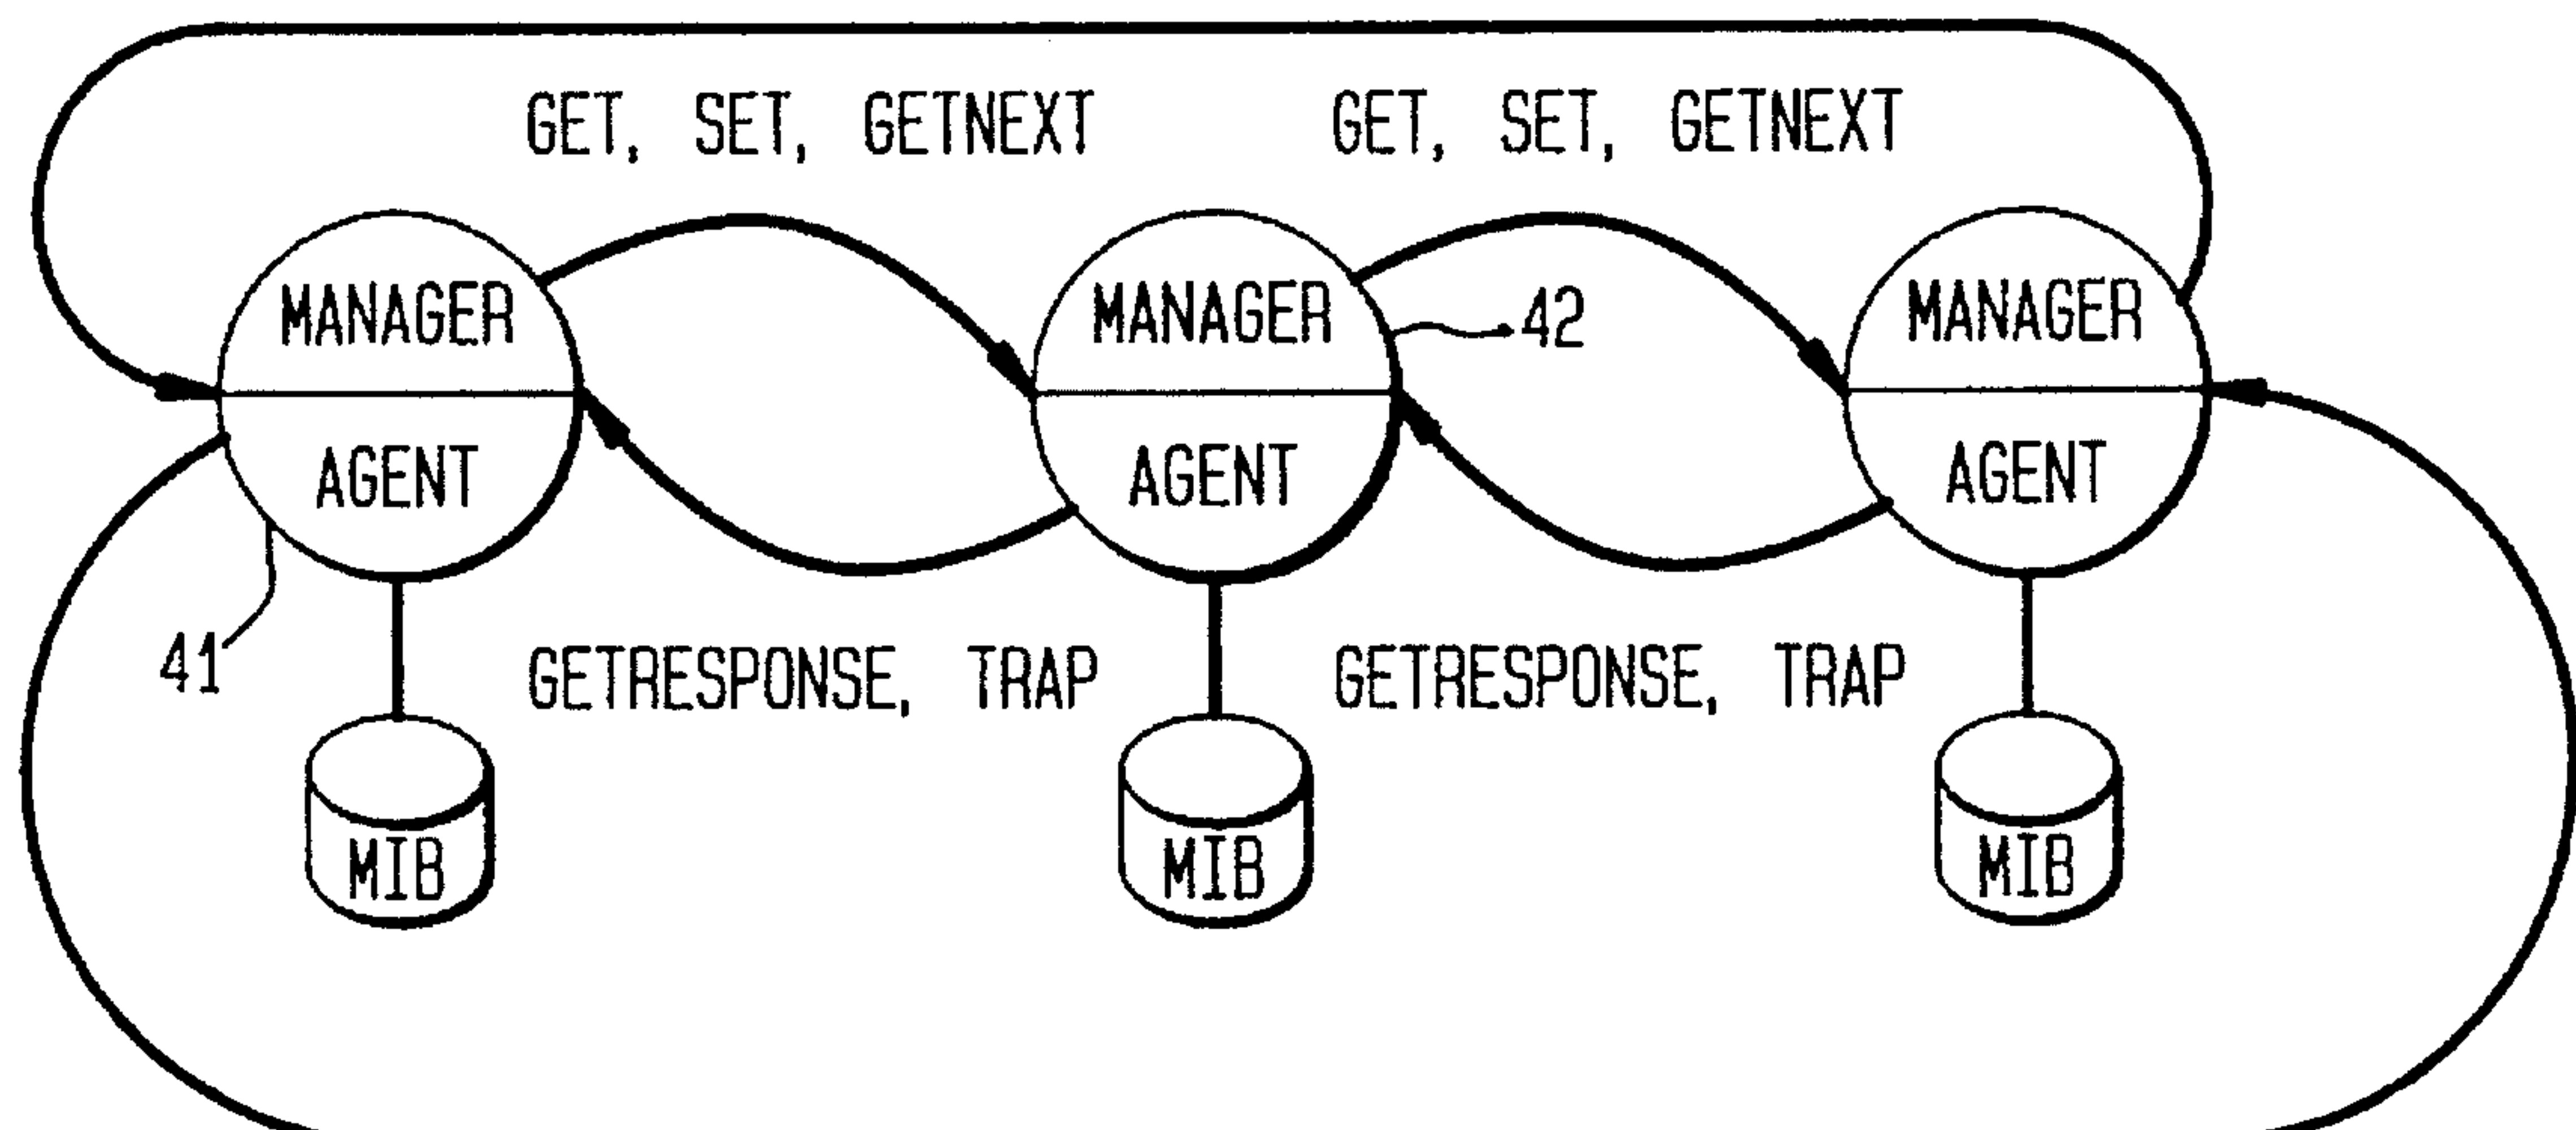 GET, SET, GETNEXT GET, SET, GETNEXT
MANAGER MANAGER 42 MANAGER
AGENT AGENT AGENT
41 GETRESPONSE, TRAP GETRESPONSE, TRAP
MIB MIB MIB